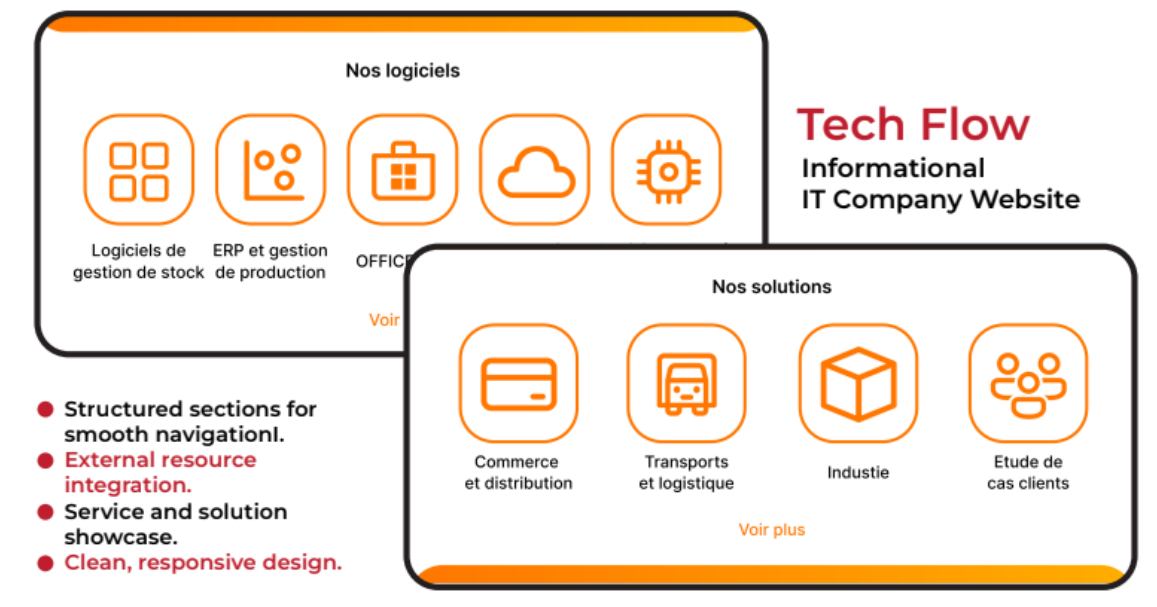 Nos logiciels
Logiciels de
gestion de stock
ERP et gestion
de production
OFFICE
Voir
Tech Flow
Informational
IT Company Website
Nos solutions
Commerce
et distribution
Transports
et logistique
Industie
Etude de
cas clients
Voir plus
Structured sections for
smooth navigationl.
External resource
integration.
Service and solution
showcase.
Clean, responsive design.